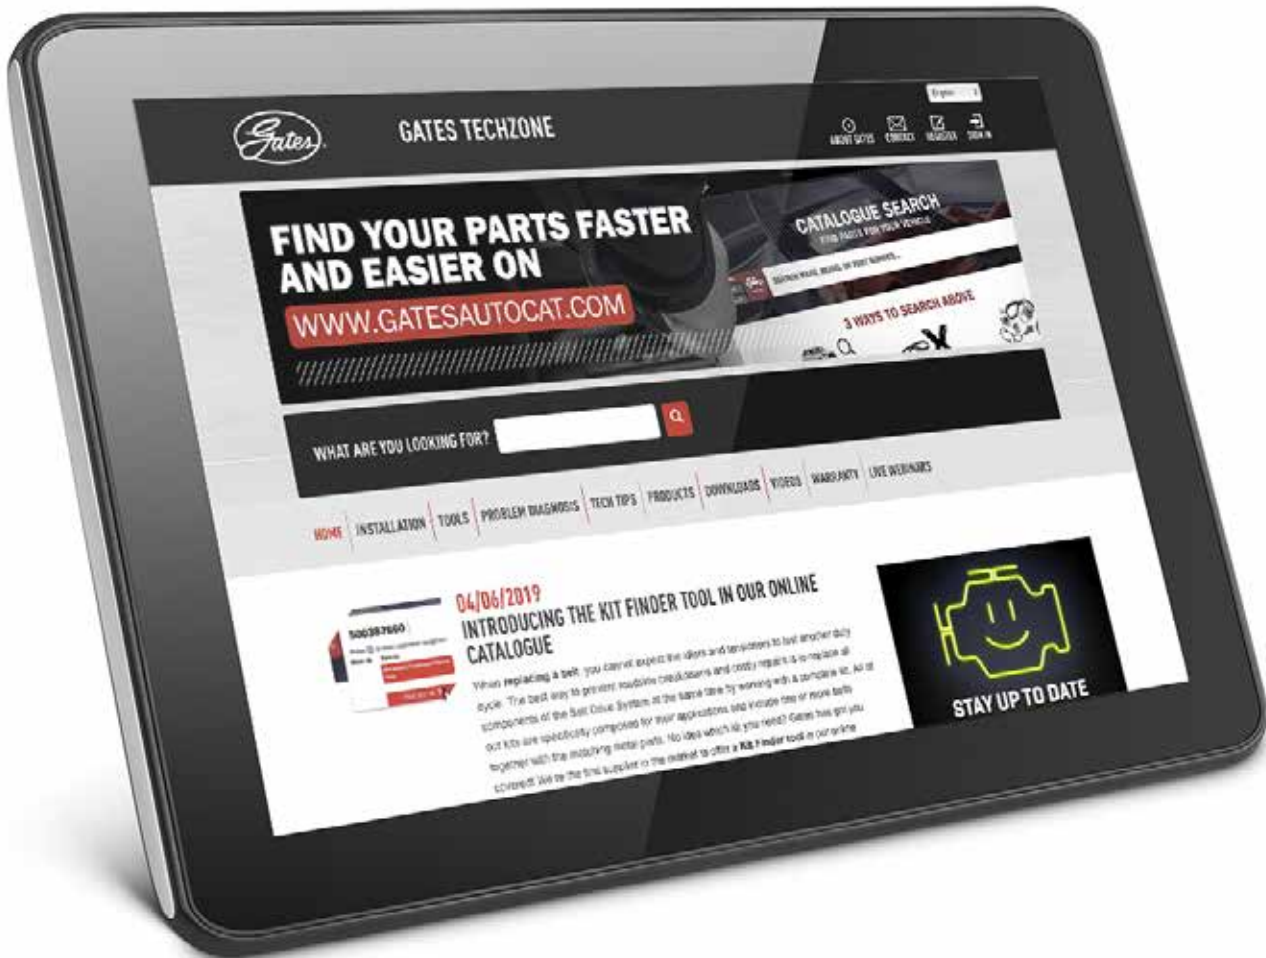 Gates
GATES TECHZONE
English
ABOUT GATES
CONTACT
REGISTER
SIGN IN
FIND YOUR PARTS FASTER
AND EASIER ON
WWW.GATESAUTOCAT.COM
CATALOGUE SEARCH
FIND PARTS FOR YOUR VEHICLE
3 WAYS TO SEARCH ABOVE
WHAT ARE YOU LOOKING FOR?
HOME
INSTALLATION
TOOLS
PROBLEM DIAGNOSIS
TECH TIPS
PRODUCTS
DOWNLOADS
VIDEOS
WARRANTY
LIVE WEBINARS
04/06/2019
INTRODUCING THE KIT FINDER TOOL IN OUR ONLINE
CATALOGUE
When replacing a belt, you cannot expect the idlers and tensioners to last another duty
cycle. The best way to prevent roadside breakdowns and costly repairs is to replace all
components of the Belt Drive System at the same time by working with a complete kit. All of
our kits are specifically composed for their applications and include one or more belts
together with the matching metal parts. No idea which kit you need? Gates has got you
covered! We're the first supplier in the market to offer a Kit Finder tool in our online
STAY UP TO DATE